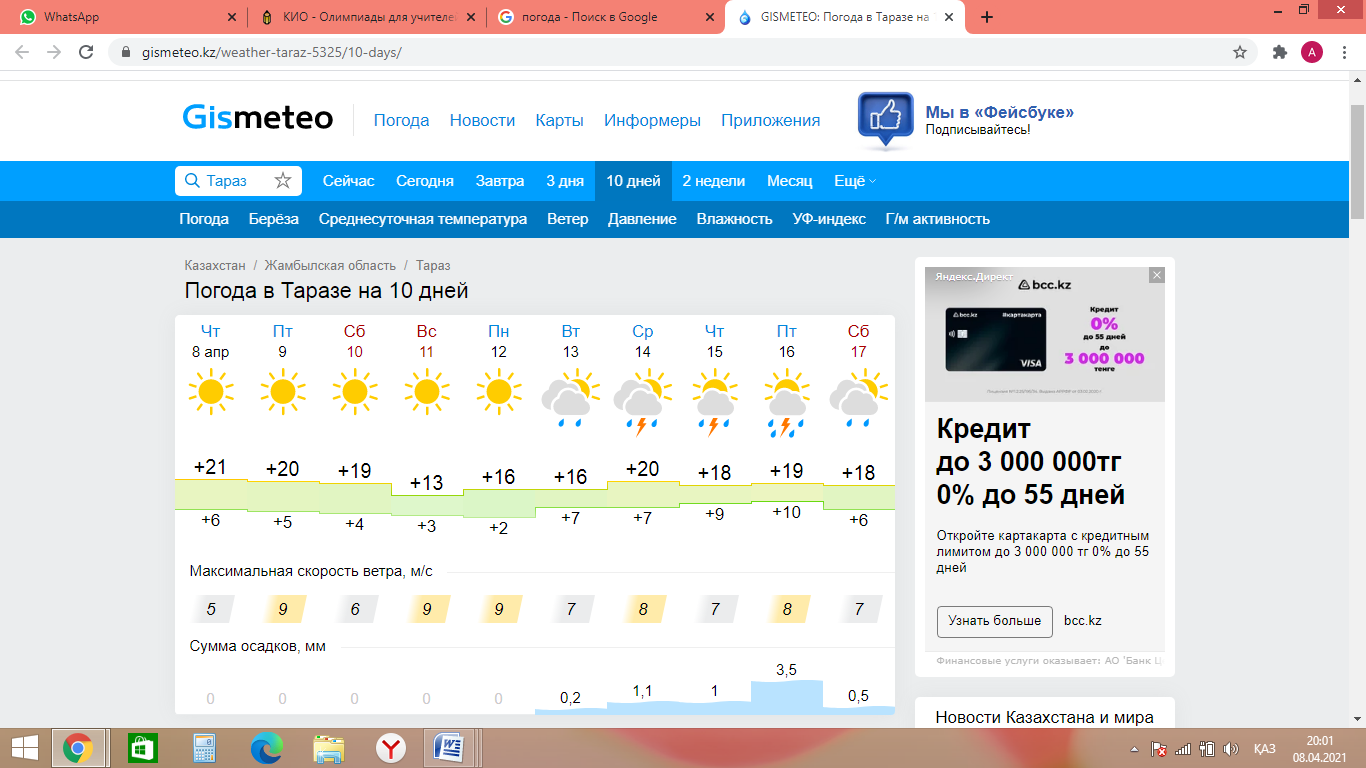 WhatsApp
КИО - Олимпиады для учителей
погода - Поиск в Google
GISMETEO: Погода в Таразе на
gismeteo.kz/weather-taraz-5325/10-days/
A
Gismeteo
Погода Новости Карты Информеры Приложения
Мы в «Фейсбуке»
Подписывайтесь!
Тараз
Сейчас Сегодня Завтра 3 дня 10 дней 2 недели Месяц Ещё
Погода Берёза Среднесуточная температура Ветер Давление Влажность УФ-индекс Г/м активность
Казахстан / Жамбылская область / Тараз
Погода в Таразе на 10 дней
Чт Пт Сб Вс Пн Вт Ср Чт Пт Сб
8 апр 9 10 11 12 13 14 15 16 17
+21 +20 +19 +13 +16 +16 +20 +18 +19 +18
+6 +5 +4 +3 +2 +7 +7 +9 +10 +6
Максимальная скорость ветра, м/с
5 9 6 9 9 7 8 7 8 7
Сумма осадков, мм
0 0 0 0 0 0,2 1,1 1 3,5 0,5
Яндекс.Директ
bcc.kz
bcc.kz
#картакарта
VISA
Кредит
0%
до 55 дней
до
3 000 000
тенге
Кредит
до 3 000 000тг
0% до 55 дней
Откройте картакарта с кредитным
лимитом до 3 000 000 тг 0% до 55
дней
Узнать больше
bcc.kz
Финансовые услуги оказывает: АО "Банк Ц
Новости Казахстана и мира
ҚАЗ
20:01
08.04.2021